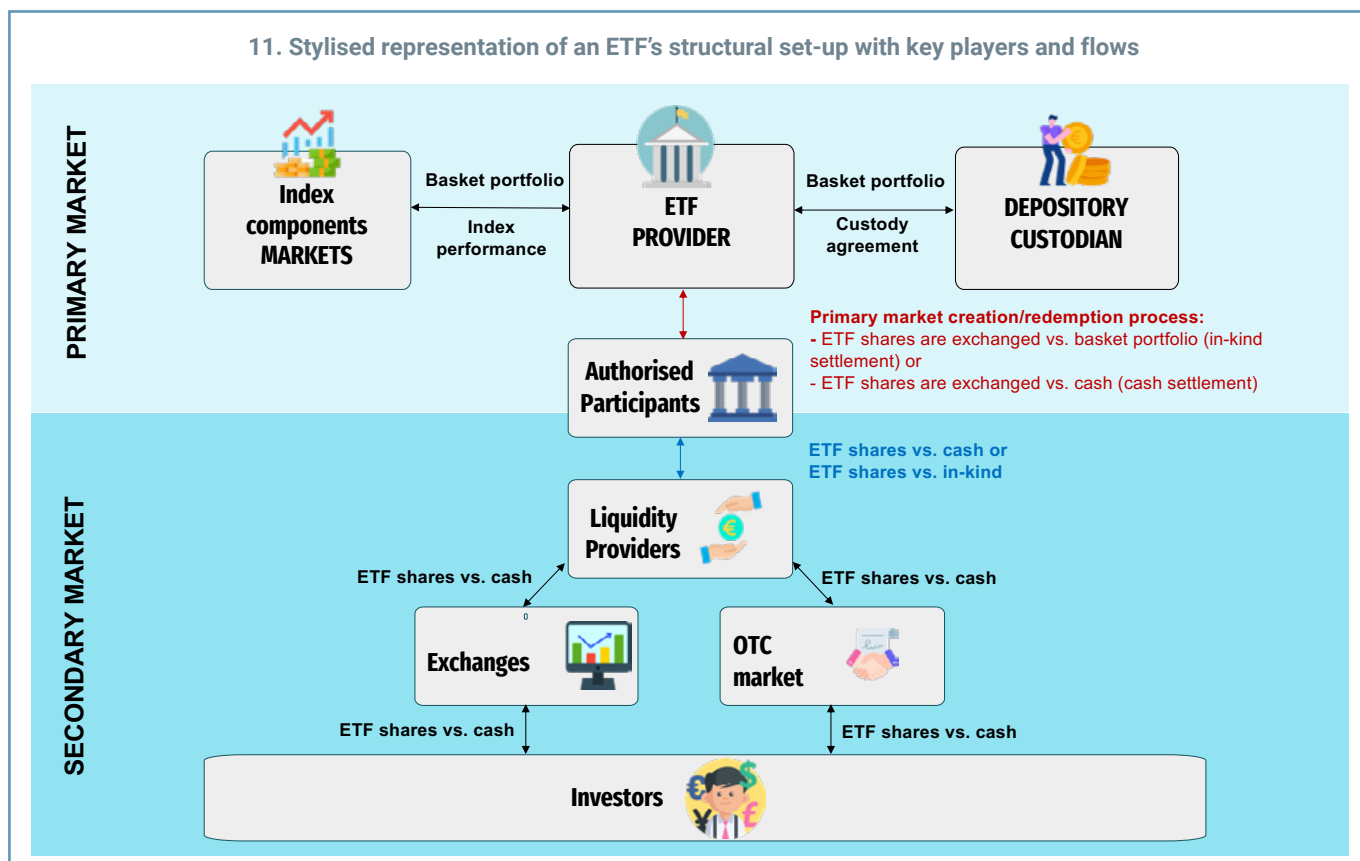 11. Stylised representation of an ETF's structural set-up with key players and flows
PRIMARY MARKET
Index
components
MARKETS
Basket portfolio
Index
performance
ETF
PROVIDER
Basket portfolio
Custody
agreement
DEPOSITORY
CUSTODIAN
Primary market creation/redemption process:
- ETF shares are exchanged vs. basket portfolio (in-kind
settlement) or
- ETF shares are exchanged vs. cash (cash settlement)
Authorised
Participants
SECONDARY MARKET
ETF shares vs. cash or
ETF shares vs. in-kind
Liquidity
Providers
ETF shares vs. cash
ETF shares vs. cash
Exchanges
OTC
market
ETF shares vs. cash
ETF shares vs. cash
Investors